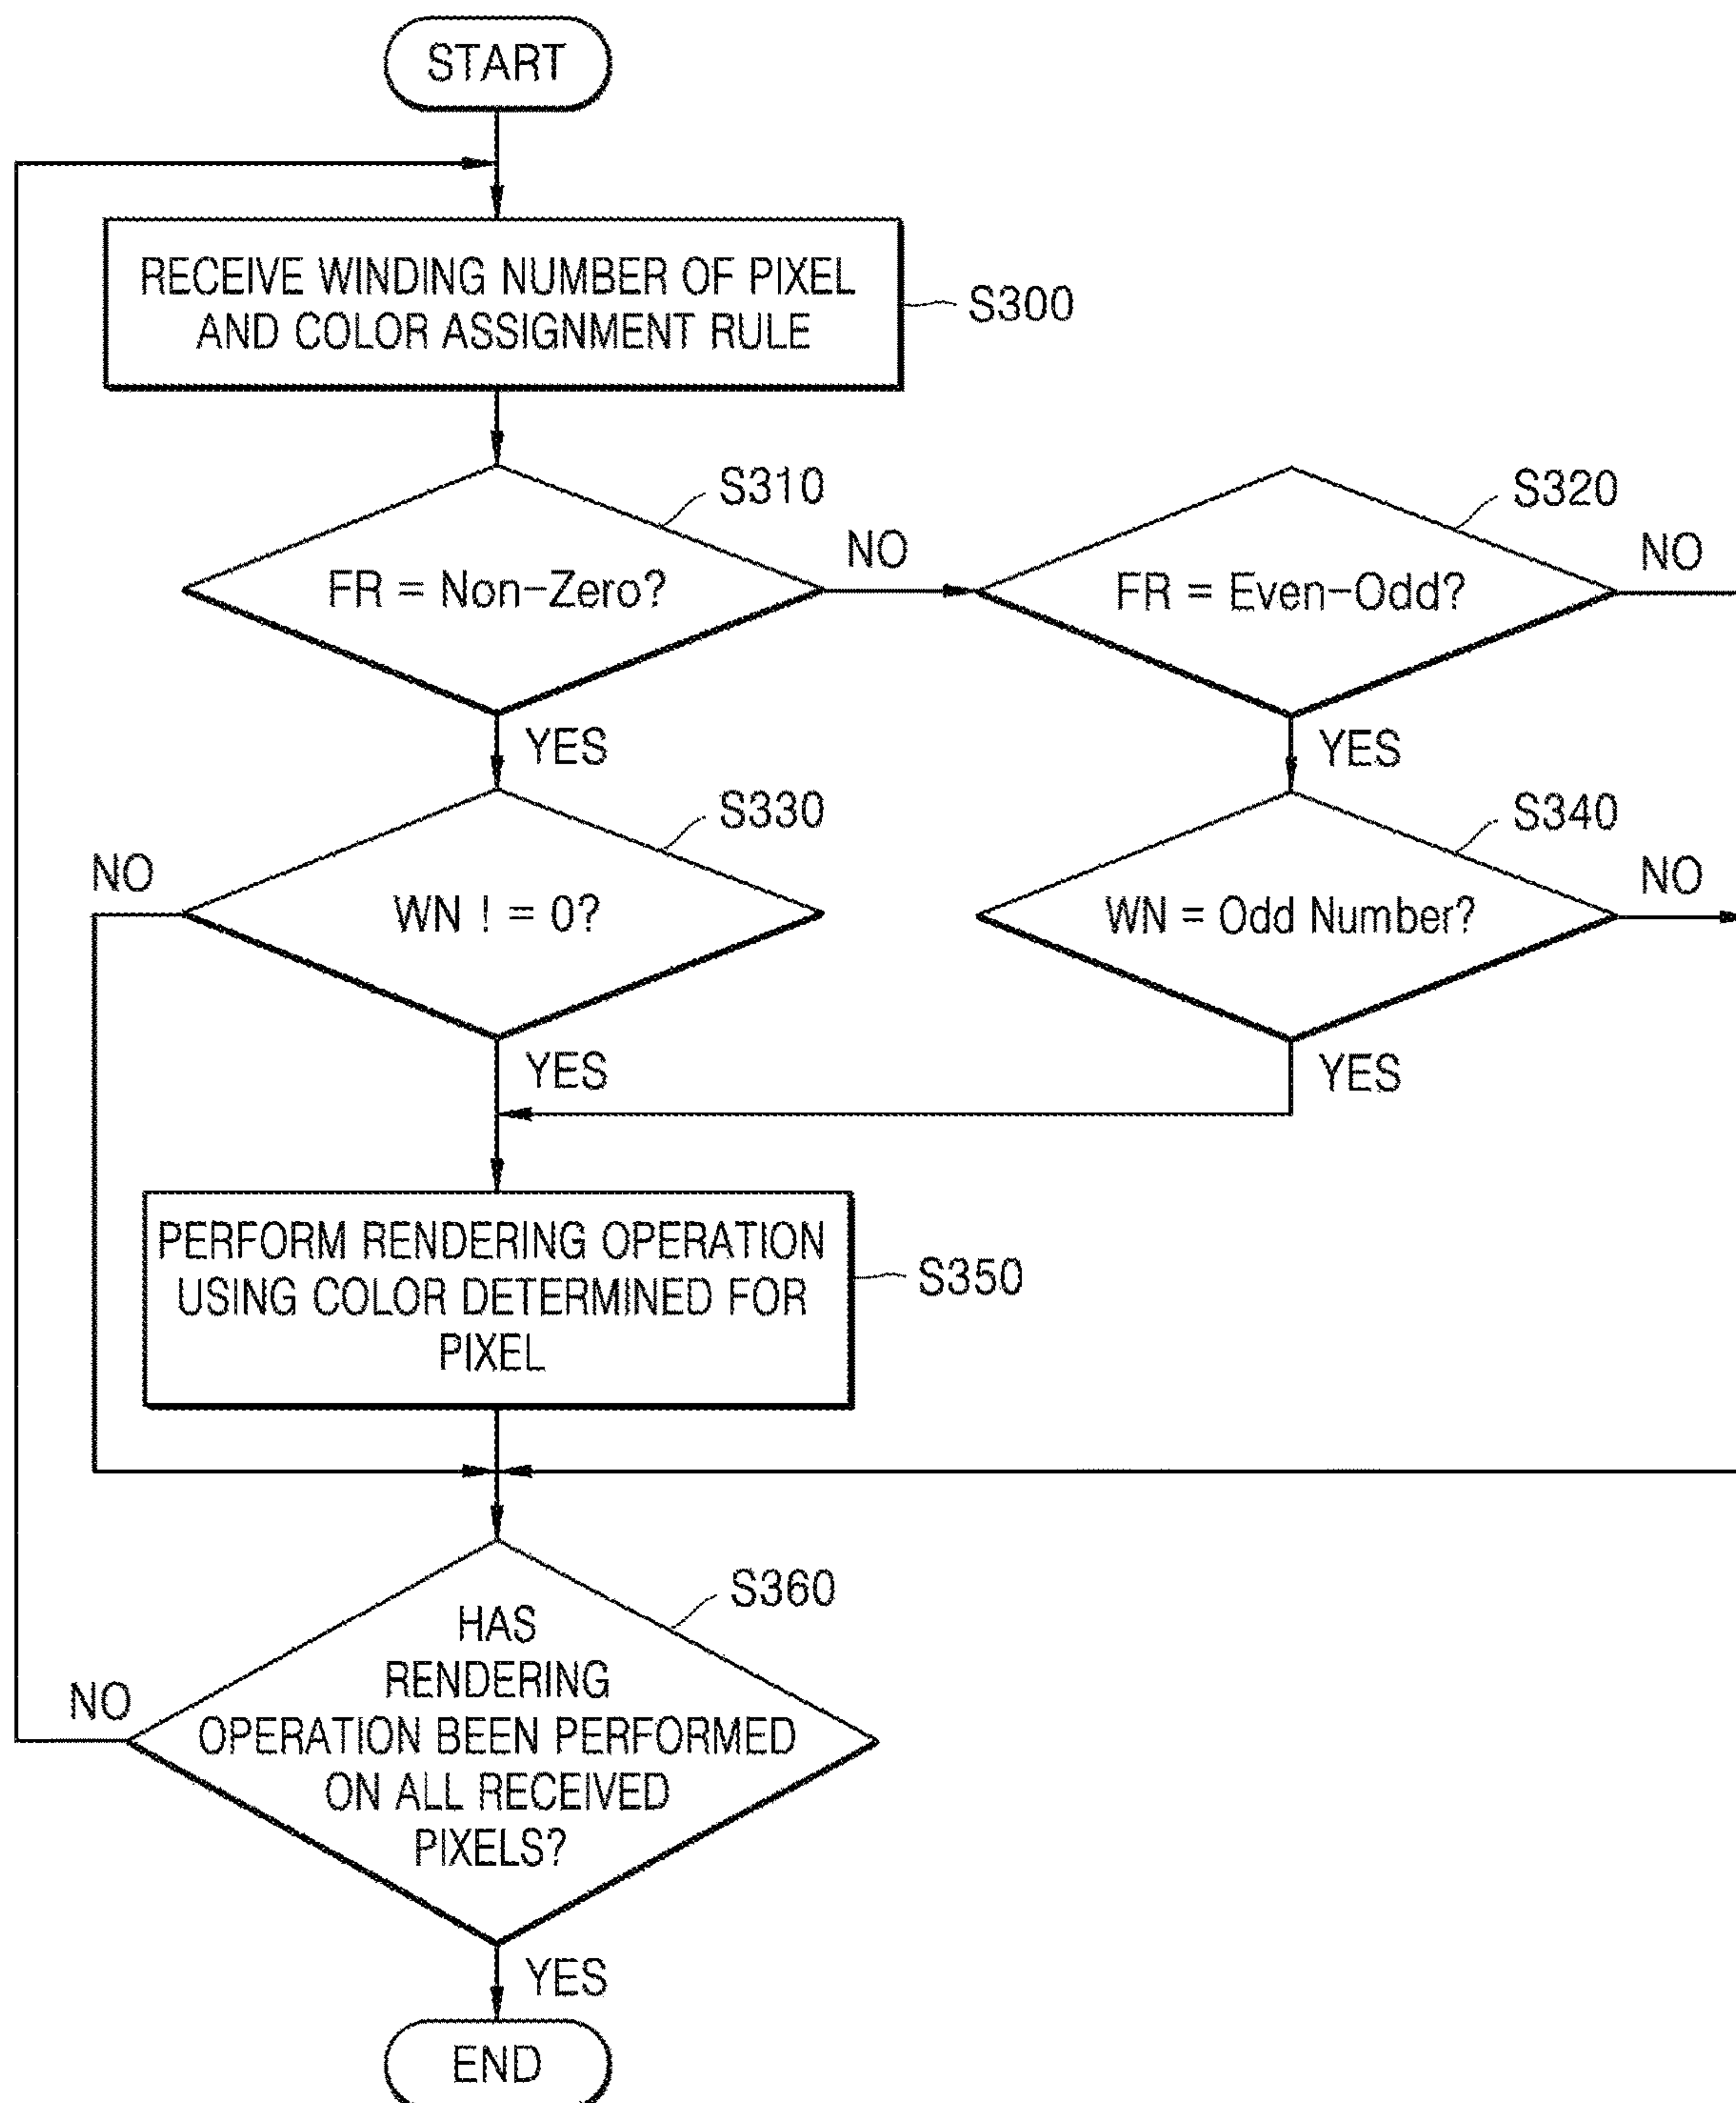 START
RECEIVE WINDING NUMBER OF PIXEL
AND COLOR ASSIGNMENT RULE
S300
S310
FR = Non-Zero?
NO
S320
FR = Even-Odd?
NO
YES
YES
S330
NO
WN ! = 0?
S340
WN = Odd Number?
NO
YES
YES
PERFORM RENDERING OPERATION
USING COLOR DETERMINED FOR
PIXEL
S350
S360
HAS
RENDERING
OPERATION BEEN PERFORMED
ON ALL RECEIVED
PIXELS?
NO
YES
END